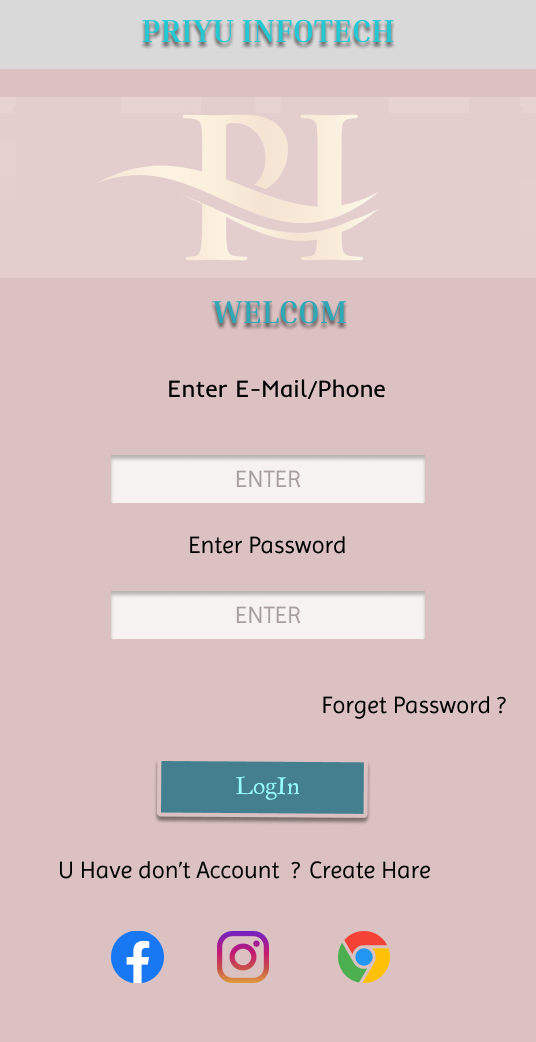 PRIYU INFOTECH
PI
WELCOM
Enter E-Mail/Phone
ENTER
Enter Password
ENTER
Forget Password ?
LogIn
U Have don't Account ? Create Hare